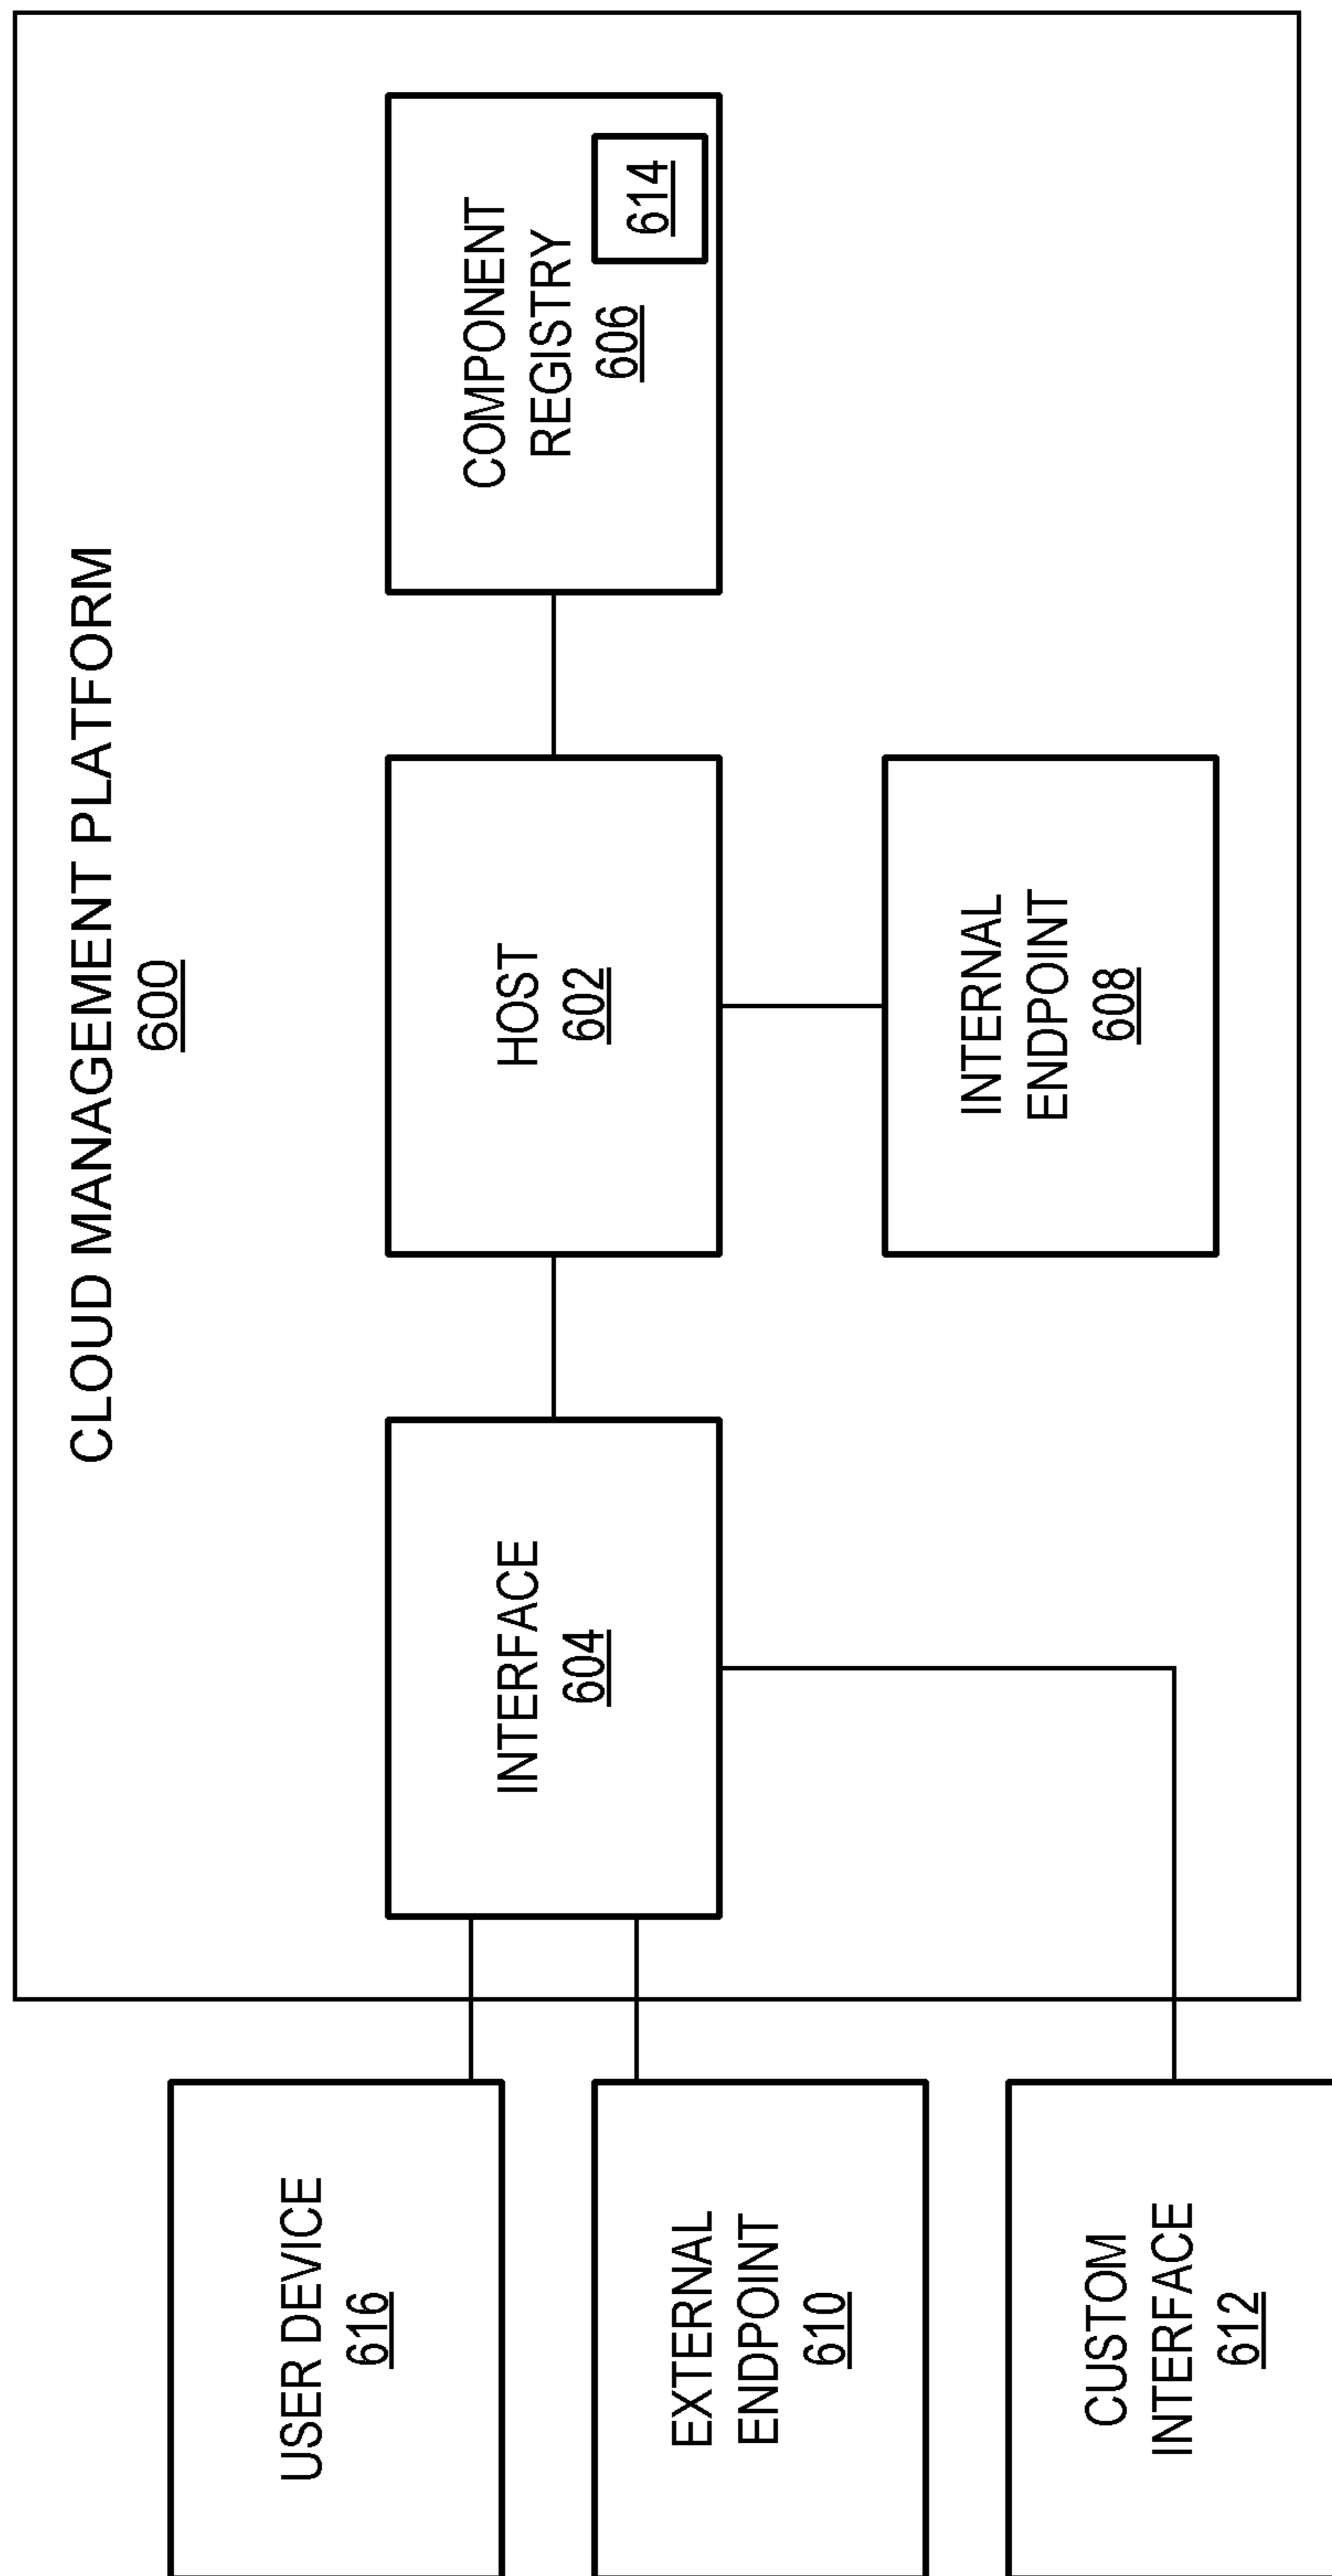 CLOUD MANAGEMENT PLATFORM
600
USER DEVICE
616
EXTERNAL
ENDPOINT
610
CUSTOM
INTERFACE
612
INTERFACE
604
HOST
602
INTERNAL
ENDPOINT
608
COMPONENT
REGISTRY
606
614